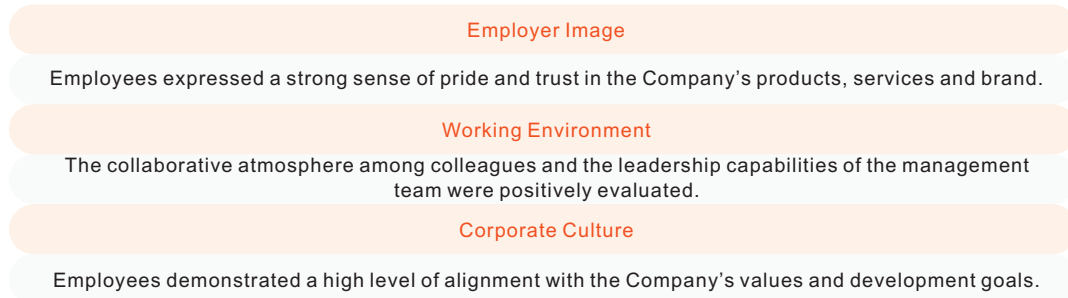 Employer Image
Employees expressed a strong sense of pride and trust in the Company’s products, services and brand.
Working Environment
The collaborative atmosphere among colleagues and the leadership capabilities of the management
team were positively evaluated.
Corporate Culture
Employees demonstrated a high level of alignment with the Company’s values and development goals.